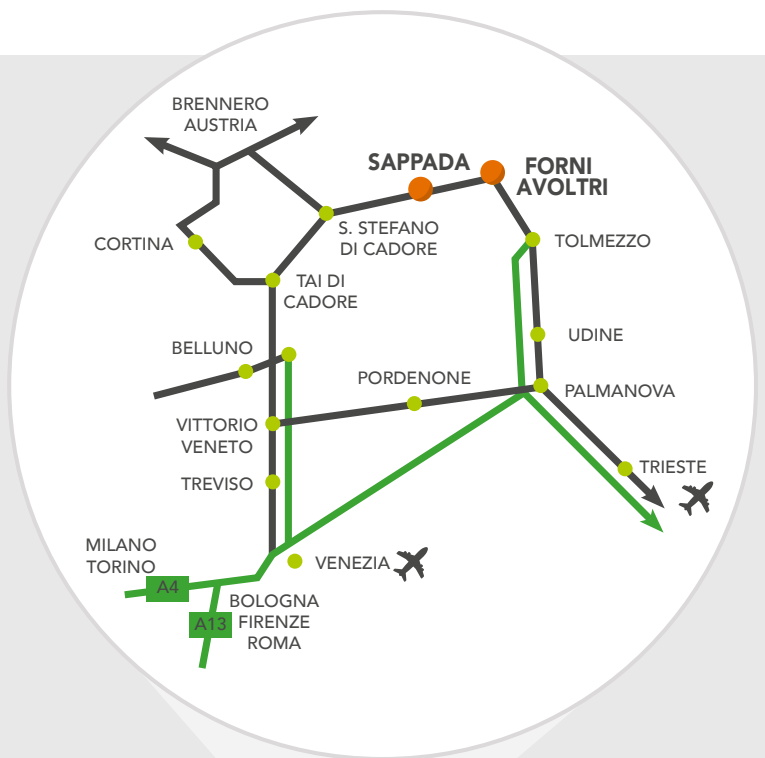 BRENNERO
AUSTRIA
SAPPADA
FORNI
AVOLTRI
CORTINA
S. STEFANO
DI CADORE
TOLMEZZO
TAI DI
CADORE
BELLUNO
UDINE
PORDENONE
PALMANOVA
VITTORIO
VENETO
TREVISO
TRIESTE
MILANO
TORINO
VENEZIA
A4
A13
BOLOGNA
FIRENZE
ROMA